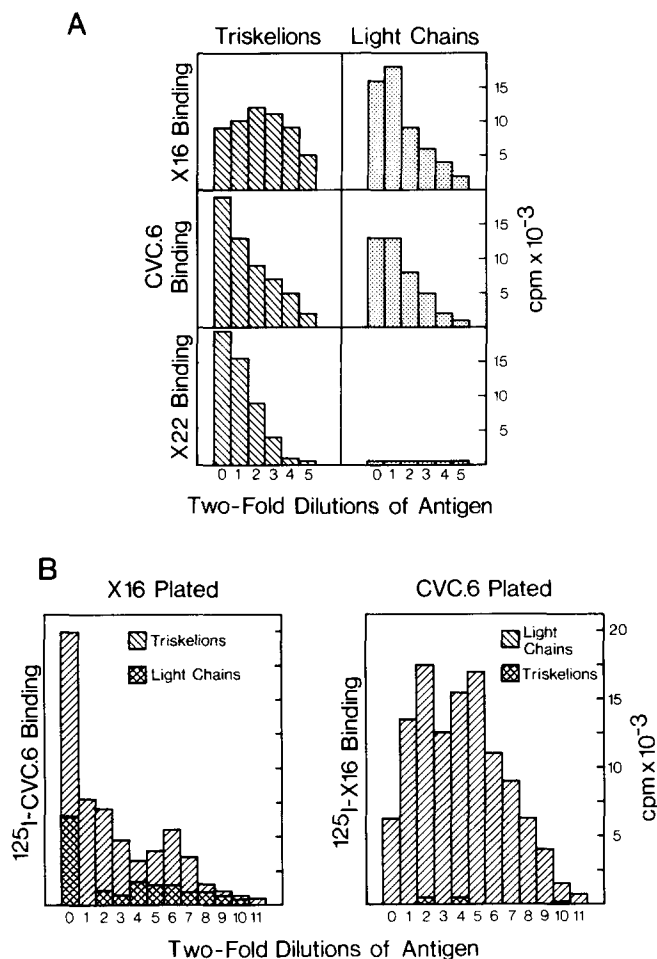 A
Triskelions
Light Chains
X16 Binding
15
10
5
CVC.6 Binding
15
10
5
cpm x 10-3
X22 Binding
15
10
5
0 1 2 3 4 5
0 1 2 3 4 5
Two-Fold Dilutions of Antigen
B
X16 Plated
CVC.6 Plated
125I-CVC.6 Binding
Triskelions
Light Chains
0 1 2 3 4 5 6 7 8 9 10 11
125I-X16 Binding
Light Chains
Triskelions
20
15
10
5
cpm x 10-3
0 1 2 3 4 5 6 7 8 9 10 11
Two-Fold Dilutions of Antigen